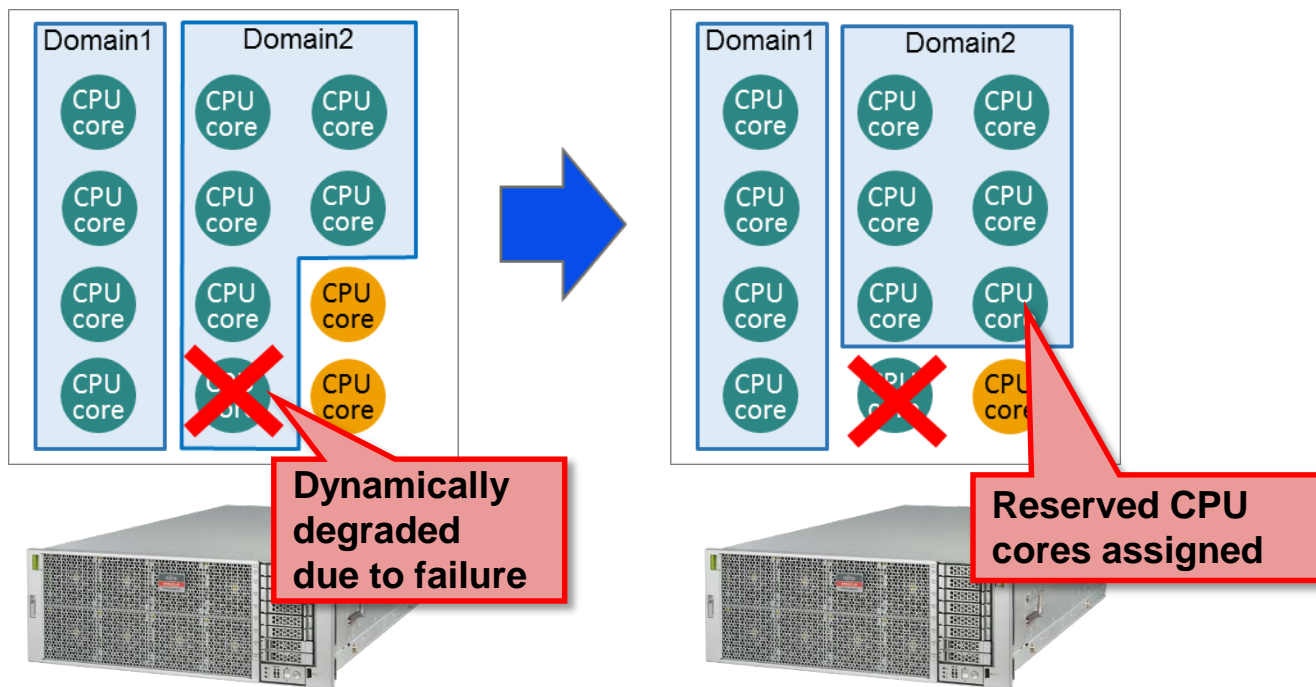 Domain1
Domain2
CPU
core
CPU
core
CPU
core
CPU
core
CPU
core
CPU
core
CPU
core
CPU
core
CPU
core
CPU
core
CPU
core
Dynamically
degraded
due to failure
Domain1
Domain2
CPU
core
CPU
core
CPU
core
CPU
core
CPU
core
CPU
core
CPU
core
CPU
core
CPU
core
CPU
core
CPU
core
Reserved CPU
cores assigned